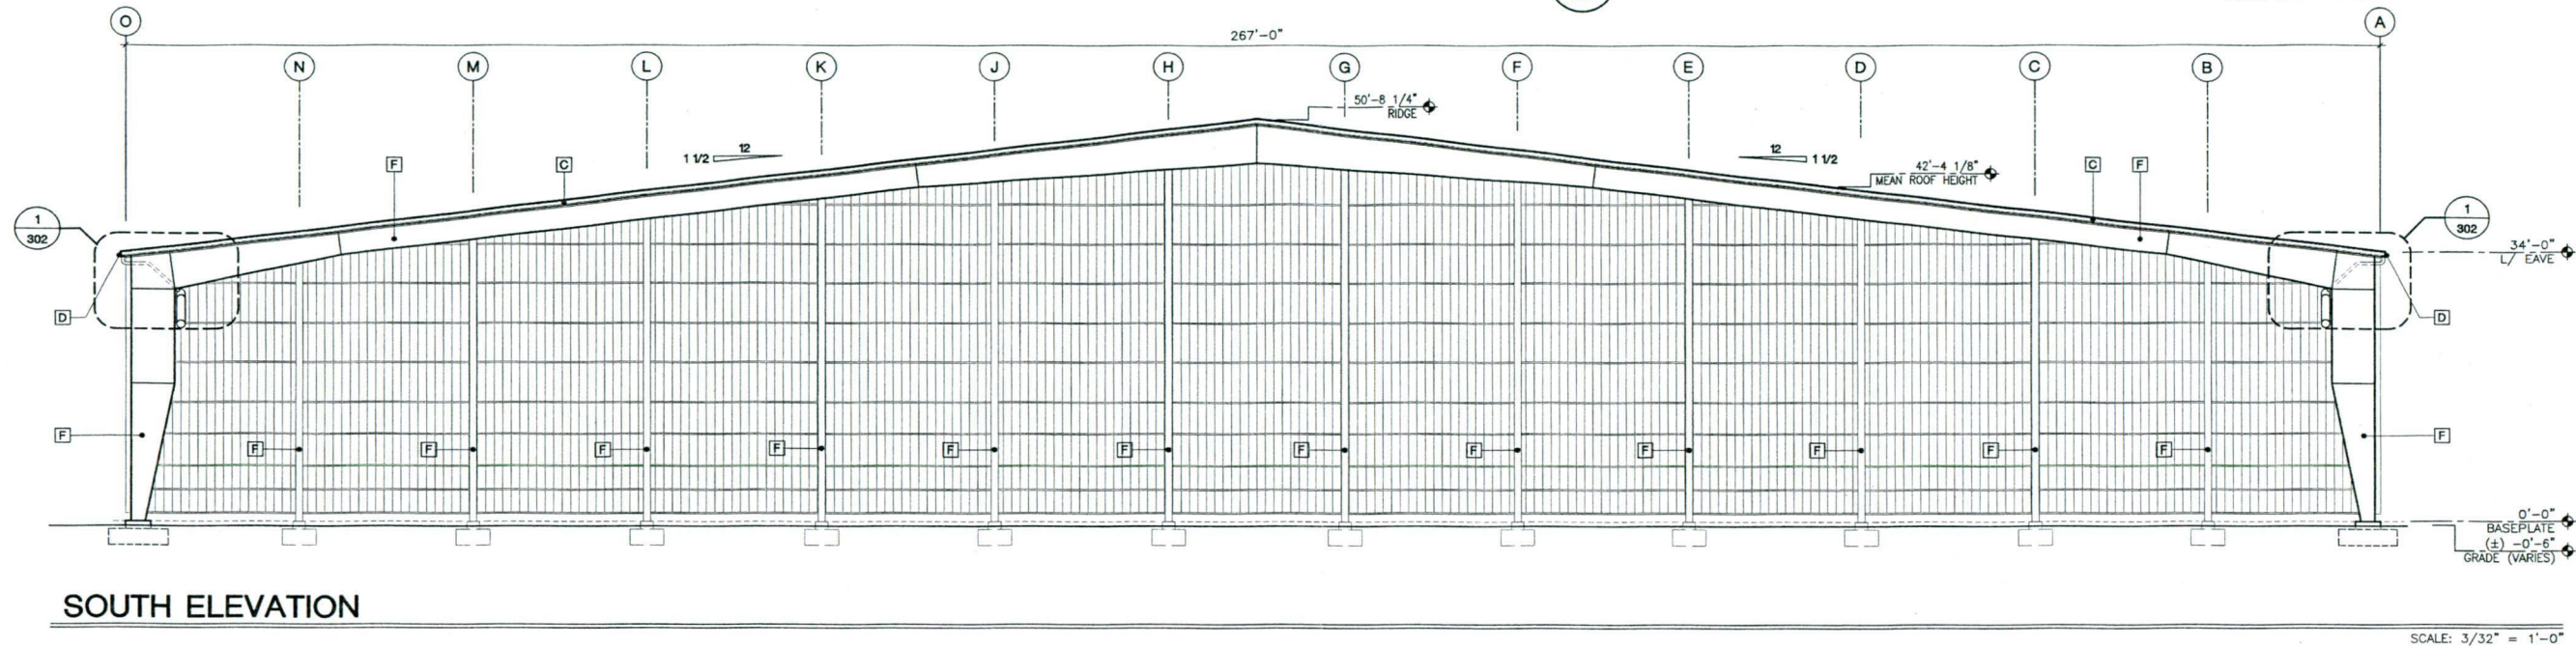 O
A
267'-0"
N
M
L
K
J
H
G
F
E
D
C
B
50'-8 1/4"
RIDGE
12
1 1/2
12
1 1/2
F
C
42'-4 1/8"
MEAN ROOF HEIGHT
C
F
1
302
1
302
34'-0"
L/ EAVE
D
D
F
F
F
F
F
F
F
F
F
F
F
F
F
F
0'-0"
BASEPLATE
(±) -0'-6"
GRADE (VARIES)
SOUTH ELEVATION
SCALE: 3/32" = 1'-0"